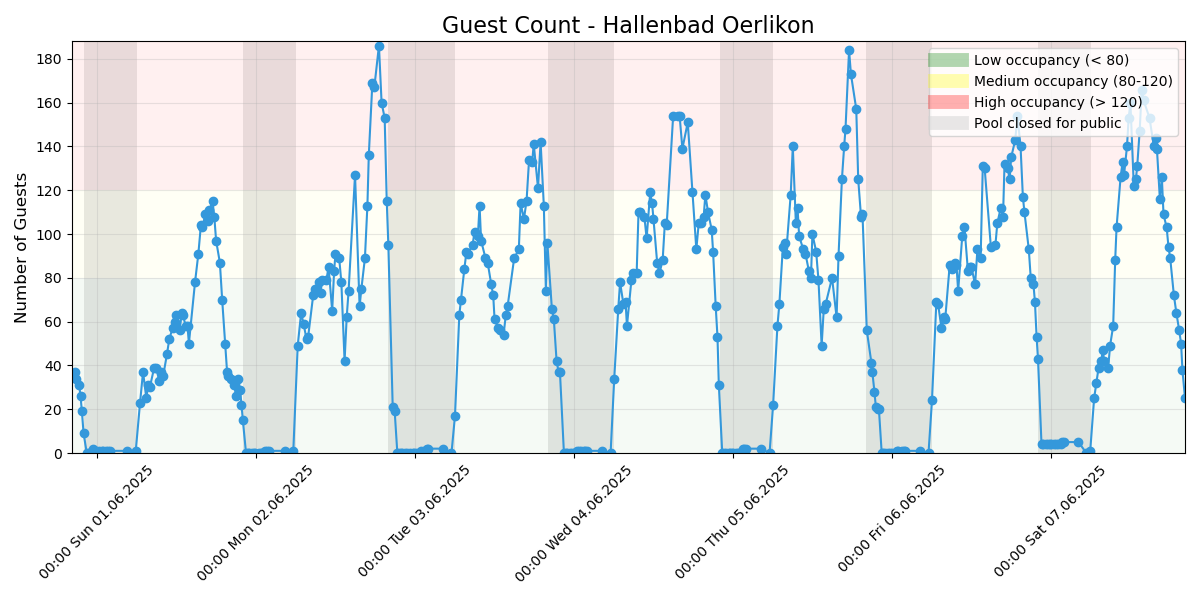 Guest Count - Hallenbad Oerlikon
Number of Guests
180
160
140
120
100
80
60
40
20
0
Low occupancy (< 80)
Medium occupancy (80-120)
High occupancy (> 120)
Pool closed for public
00:00 Sun 01.06.2025
00:00 Mon 02.06.2025
00:00 Tue 03.06.2025
00:00 Wed 04.06.2025
00:00 Thu 05.06.2025
00:00 Fri 06.06.2025
00:00 Sat 07.06.2025